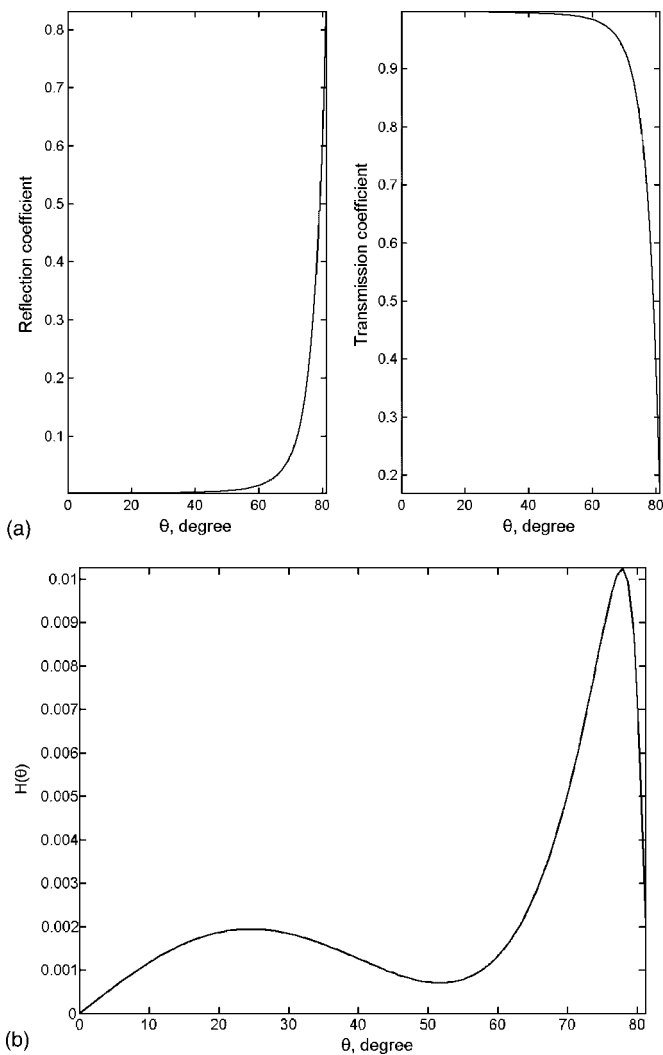 0.8
0.7
0.6
0.5
0.4
0.3
0.2
0.1
Reflection coefficient
0 20 40 60 80
θ, degree
0.9
0.8
0.7
0.6
0.5
0.4
0.3
0.2
Transmission coefficient
0 20 40 60 80
θ, degree
(a)
0.01
0.009
0.008
0.007
0.006
0.005
0.004
0.003
0.002
0.001
0
H(θ)
0 10 20 30 40 50 60 70 80
θ, degree
(b)